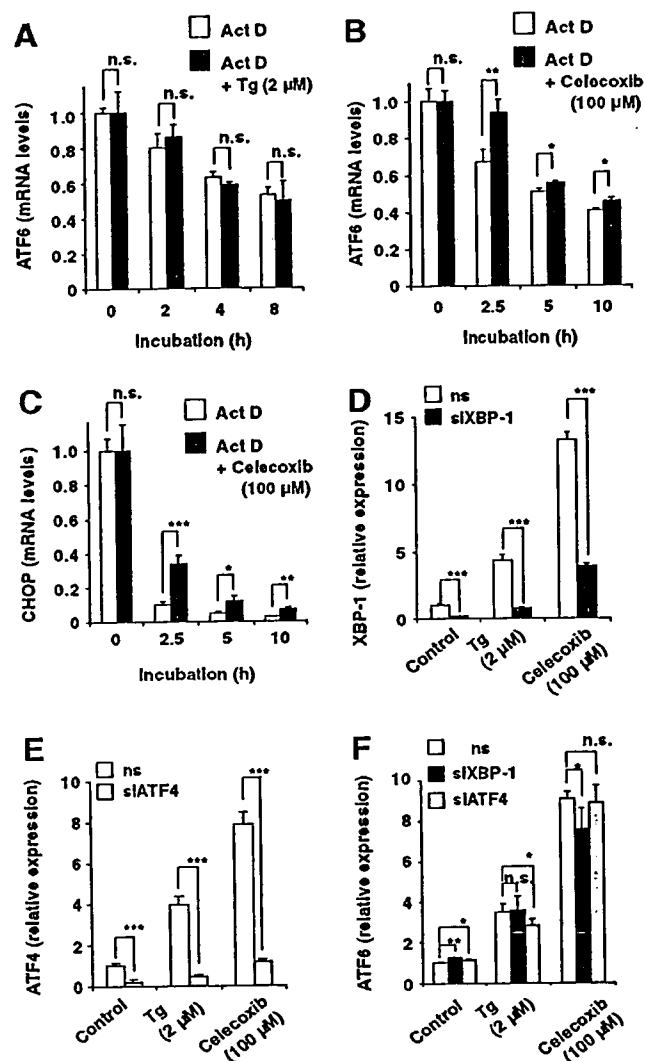 A
Act D
Act D
+ Tg (2 µM)
n.s.
n.s.
n.s.
n.s.
ATF6 (mRNA levels)
1.0
0.8
0.6
0.4
0.2
0
0
2
4
8
Incubation (h)
B
Act D
Act D
+ Celecoxib
(100 µM)
n.s.
**
*
*
ATF6 (mRNA levels)
1.0
0.8
0.6
0.4
0.2
0
0
2.5
5
10
Incubation (h)
C
Act D
Act D
+ Celecoxib
(100 µM)
n.s.
***
*
**
CHOP (mRNA levels)
1.0
0.8
0.6
0.4
0.2
0
0
2.5
5
10
Incubation (h)
D
ns
siXBP-1
***
***
***
XBP-1 (relative expression)
15
10
5
0
Control
Tg
(2 µM)
Celecoxib
(100 µM)
E
ns
siATF4
***
***
***
ATF4 (relative expression)
10
8
6
4
2
0
Control
Tg
(2 µM)
Celecoxib
(100 µM)
F
ns
siXBP-1
siATF4
**
*
n.s.
*
*
n.s.
ATF6 (relative expression)
10
8
6
4
2
0
Control
Tg
(2 µM)
Celecoxib
(100 µM)